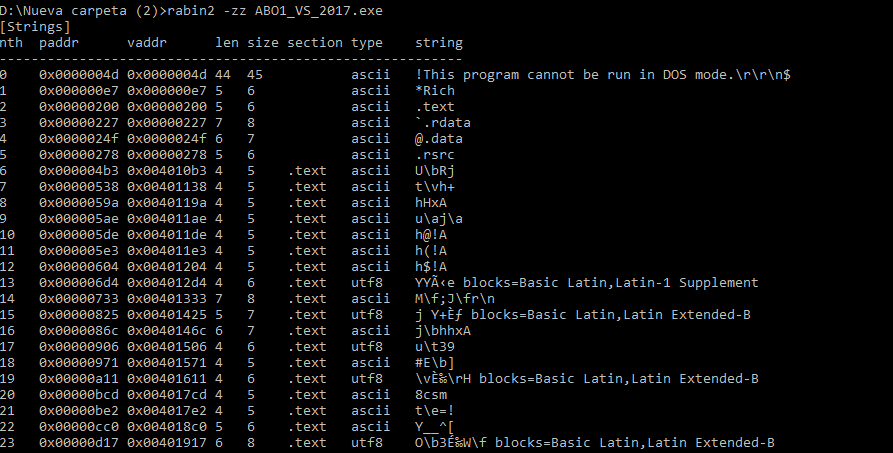 D:\Nueva carpeta (2)>rabin2 -zz ABO1_VS_2017.exe
[Strings]
nth paddr vaddr len size section type string
0 0x0000004d 0x0000004d 44 45 ascii !This program cannot be run in DOS mode.\r\r\n$
1 0x000000e7 0x000000e7 5 6 ascii *Rich
2 0x00000200 0x00000200 5 6 ascii .text
3 0x00000227 0x00000227 7 8 ascii `.rdata
4 0x0000024f 0x0000024f 6 7 ascii @.data
5 0x00000278 0x00000278 5 6 ascii .rsrc
6 0x000004b3 0x004010b3 4 5 .text ascii U\bRj
7 0x00000538 0x00401138 4 5 .text ascii t\vh+
8 0x0000059a 0x0040119a 4 5 .text ascii hHxA
9 0x000005ae 0x004011ae 4 5 .text ascii u\aj\a
10 0x000005de 0x004011de 4 5 .text ascii h@!A
11 0x000005e3 0x004011e3 4 5 .text ascii h(!A
12 0x00000604 0x00401204 4 5 .text ascii h$!A
13 0x000006d4 0x004012d4 4 6 .text utf8 YYÃ‹e blocks=Basic Latin,Latin-1 Supplement
14 0x00000733 0x00401333 7 8 .text ascii M\f;J\fr\n
15 0x00000825 0x00401425 5 7 .text utf8 j Y+Èƒ blocks=Basic Latin,Latin Extended-B
16 0x0000086c 0x0040146c 6 7 .text ascii j\bhhxA
17 0x00000906 0x00401506 4 6 .text utf8 u\t39
18 0x00000971 0x00401571 4 5 .text ascii #E\b]
19 0x00000a11 0x00401611 4 6 .text utf8 \vÈ‰\rH blocks=Basic Latin,Latin Extended-B
20 0x00000bcd 0x004017cd 4 5 .text ascii 8csm
21 0x00000be2 0x004017e2 4 5 .text ascii t\e=!
22 0x00000cc0 0x004018c0 5 6 .text ascii Y__^[
23 0x00000d17 0x00401917 6 8 .text utf8 O\b3É‰W\f blocks=Basic Latin,Latin Extended-B